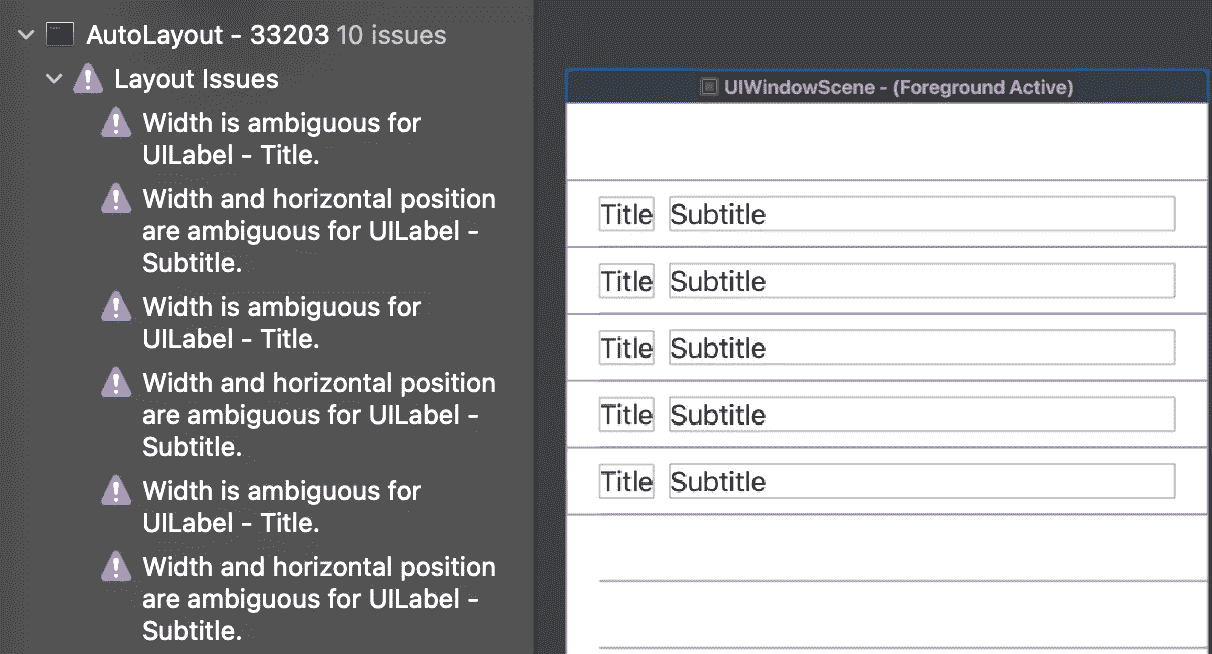 AutoLayout - 33203 10 issues
Layout Issues
Width is ambiguous for
UILabel - Title.
Width and horizontal position
are ambiguous for UILabel -
Subtitle.
Width is ambiguous for
UILabel - Title.
Width and horizontal position
are ambiguous for UILabel -
Subtitle.
Width is ambiguous for
UILabel - Title.
Width and horizontal position
are ambiguous for UILabel -
Subtitle.
UIWindowScene - (Foreground Active)
Title Subtitle
Title Subtitle
Title Subtitle
Title Subtitle
Title Subtitle